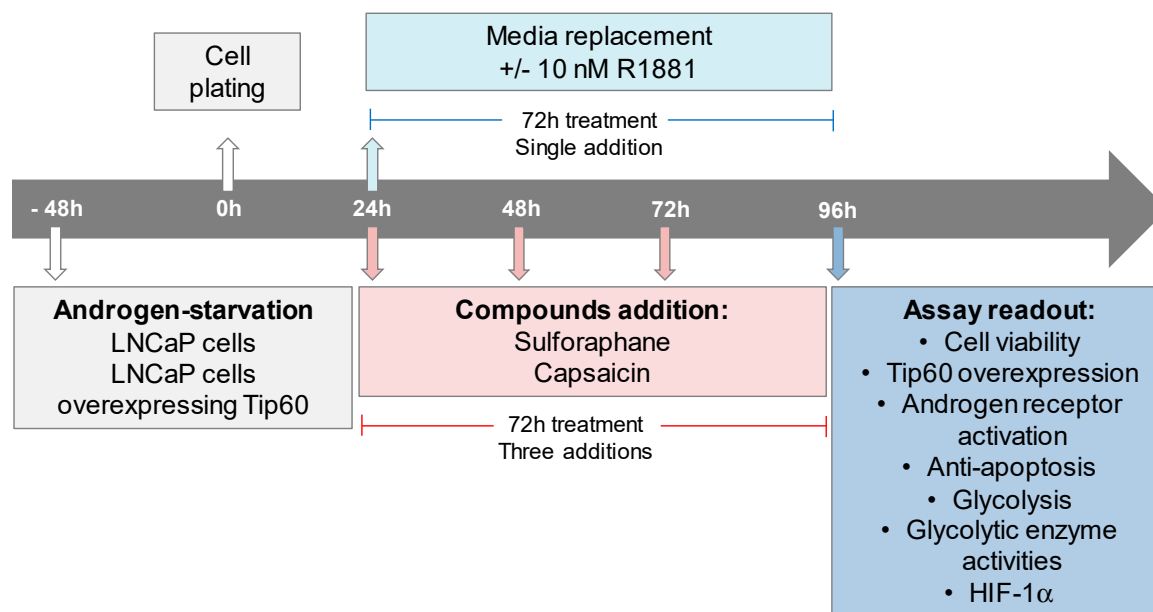 Cell
plating
Media replacement
+/- 10 nM R1881
72h treatment
Single addition
- 48h
0h
24h
48h
72h
96h
Androgen-starvation
LNCaP cells
LNCaP cells
overexpressing Tip60
Compounds addition:
Sulforaphane
Capsaicin
72h treatment
Three additions
Assay readout:
• Cell viability
• Tip60 overexpression
• Androgen receptor
activation
• Anti-apoptosis
• Glycolysis
• Glycolytic enzyme
activities
• HIF-1α